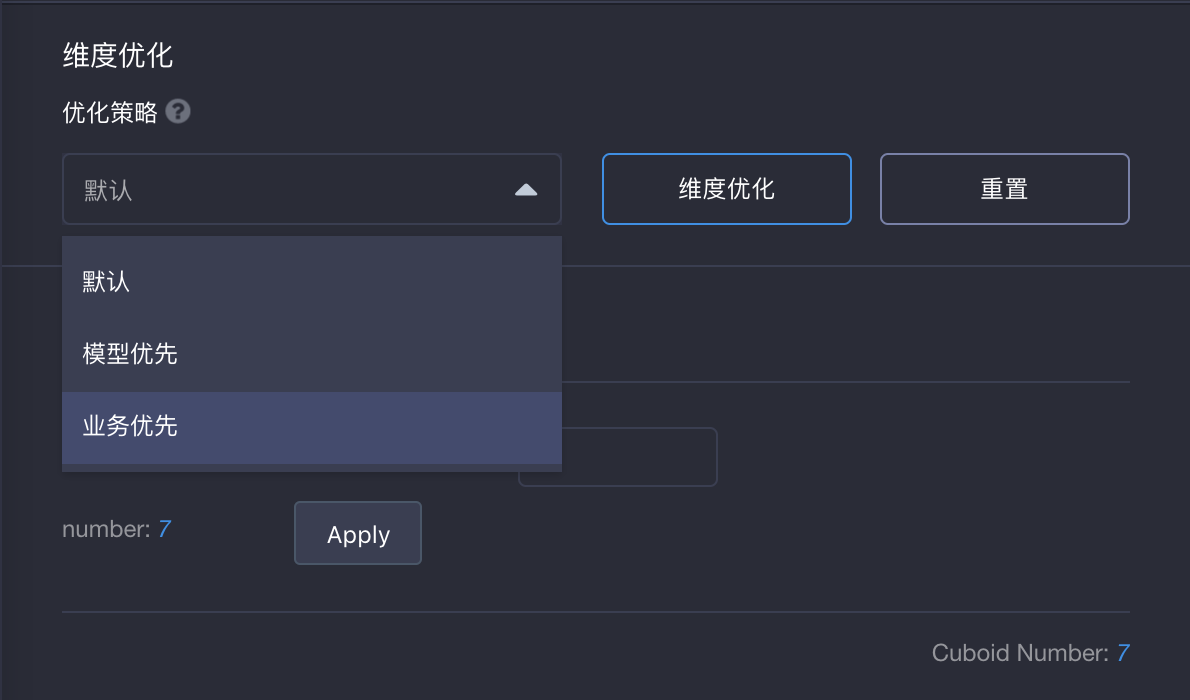 维度优化
优化策略 ?
默认
维度优化
重置
默认
模型优先
业务优先
number: 7
Apply
Cuboid Number: 7